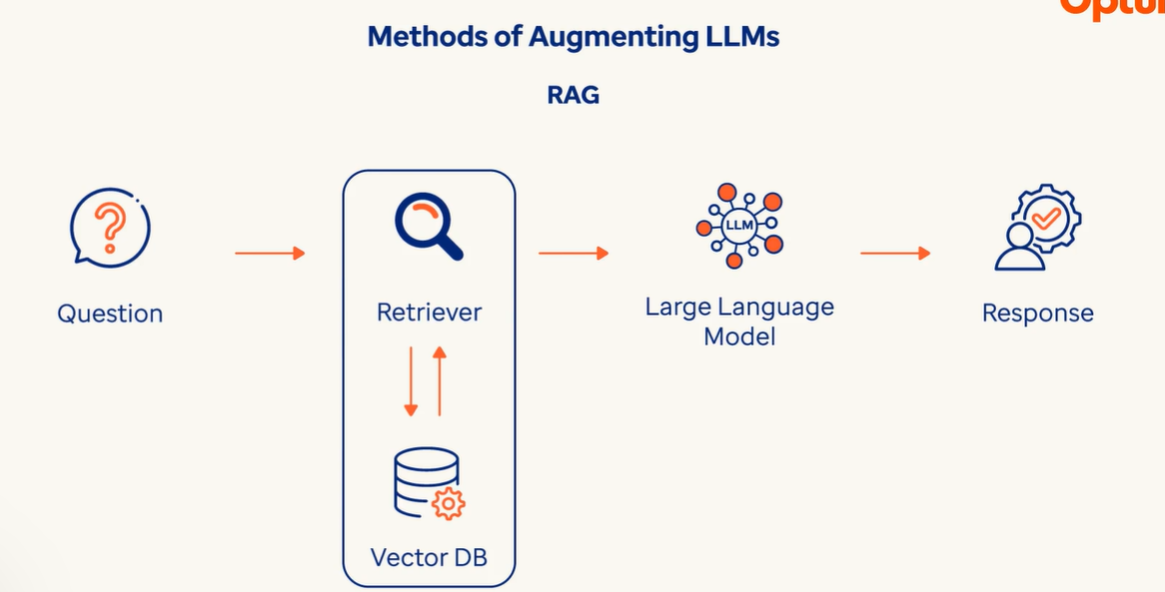 Methods of Augmenting LLMs
RAG
LLM
Question
Retriever
Large Language
Model
Response
Vector DB